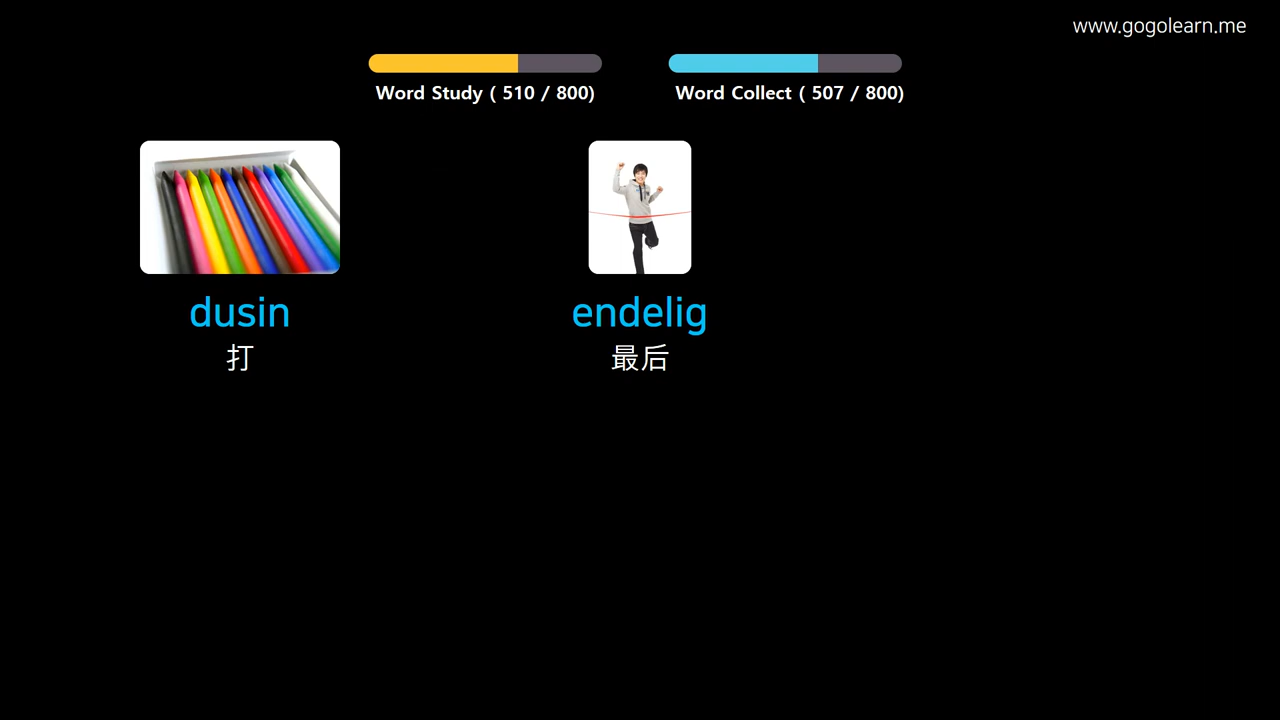 www.gogolearn.me
Word Study ( 510 / 800)
Word Collect ( 507 / 800)
dusin
打
endelig
最后